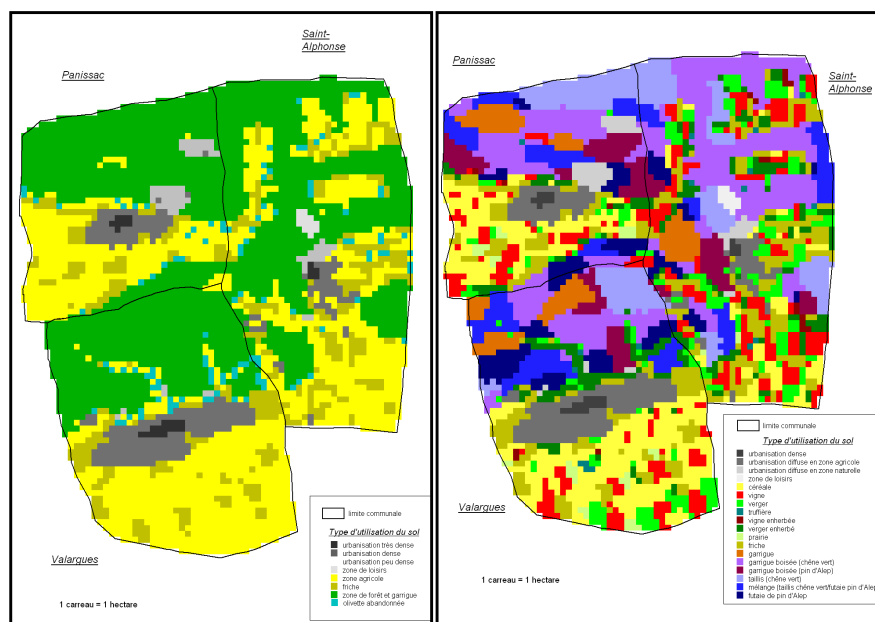 Saint-
Alphonse
Panissac
Valargues
1 carreau = 1 hectare
limite communale
Type d'utilisation du sol
urbanisation très dense
urbanisation dense
urbanisation peu dense
zone de loisirs
zone agricole
friche
zone de forêt et garrigue
olivette abandonnée
Panissac
Saint-
Alphonse
Valargues
1 carreau = 1 hectare
limite communale
Type d'utilisation du sol
urbanisation dense
urbanisation diffuse en zone agricole
urbanisation diffuse en zone naturelle
zone de loisirs
céréale
vigne
verger
truffière
vigne enherbée
verger enherbé
prairie
friche
garrigue
garrigue boisée (chêne vert)
garrigue boisée (pin d'Alep)
taillis (chêne vert)
mélange (taillis chêne vert/futaie pin d'Alep)
futaie de pin d'Alep